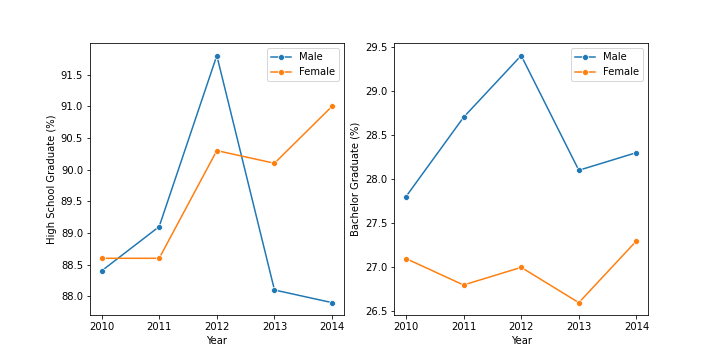 High School Graduate (%)
91.5
91.0
90.5
90.0
89.5
89.0
88.5
88.0
2010 2011 2012 2013 2014
Year
Male
Female
Bachelor Graduate (%)
29.5
29.0
28.5
28.0
27.5
27.0
26.5
2010 2011 2012 2013 2014
Year
Male
Female